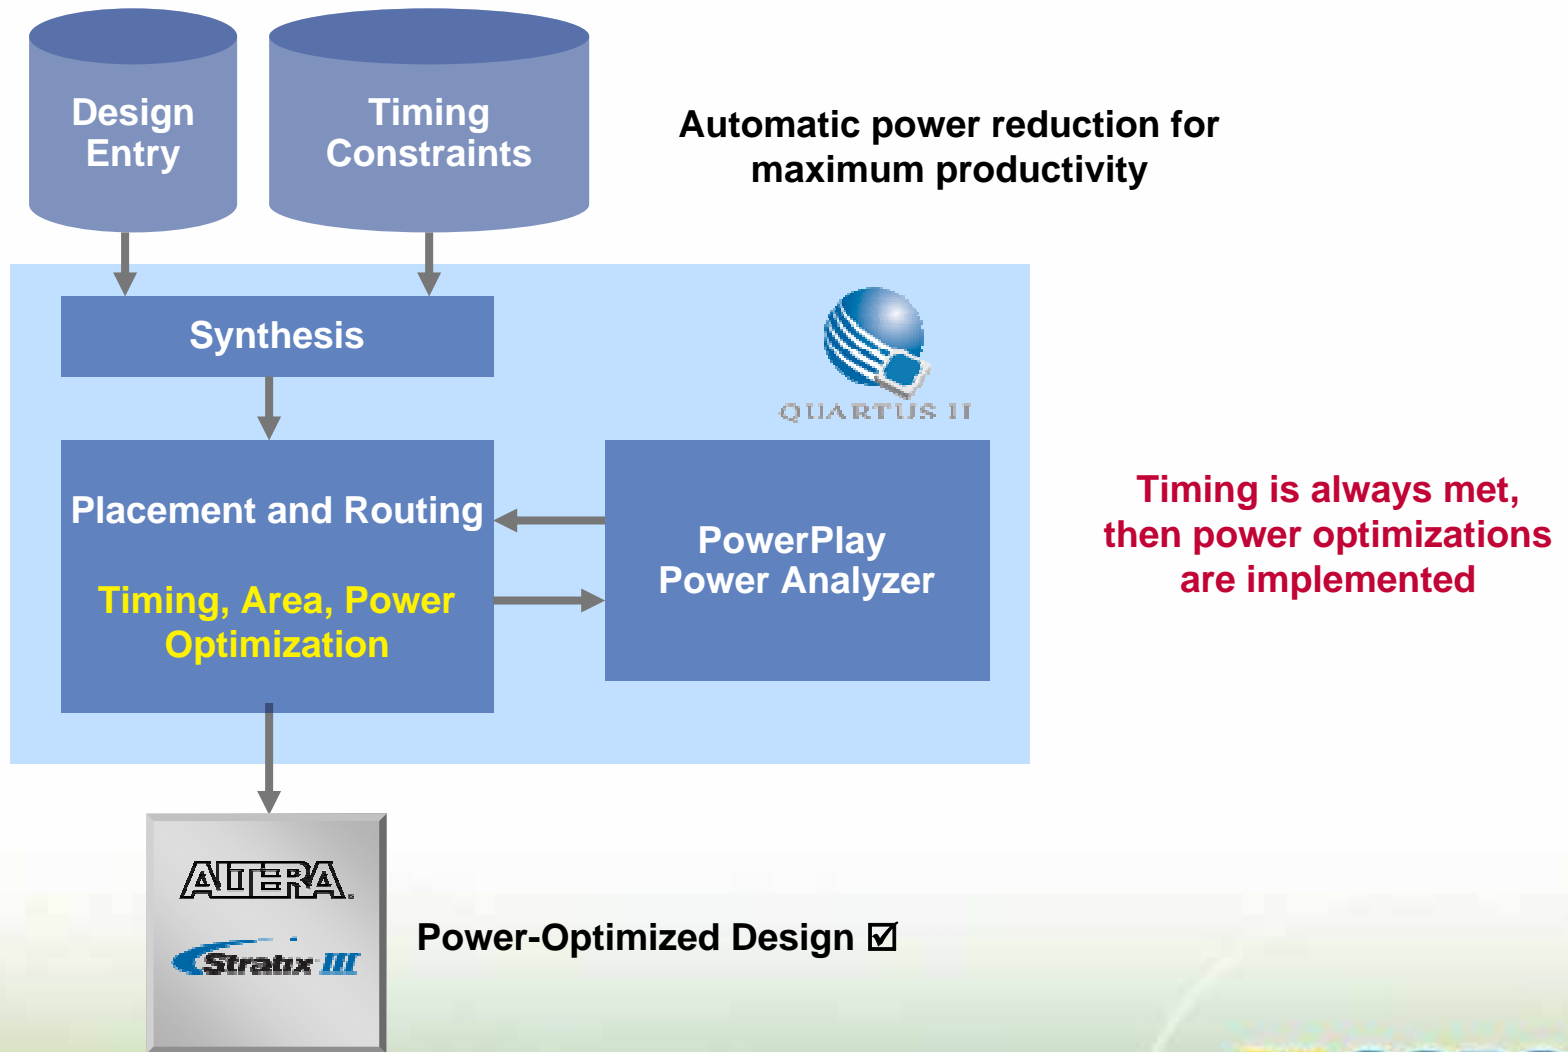 Design
Entry
Timing
Constraints
Automatic power reduction for
maximum productivity
Synthesis
QUARTUS II
Placement and Routing
Timing, Area, Power
Optimization
PowerPlay
Power Analyzer
Timing is always met,
then power optimizations
are implemented
ALTERA.
Stratix III
Power-Optimized Design ☑